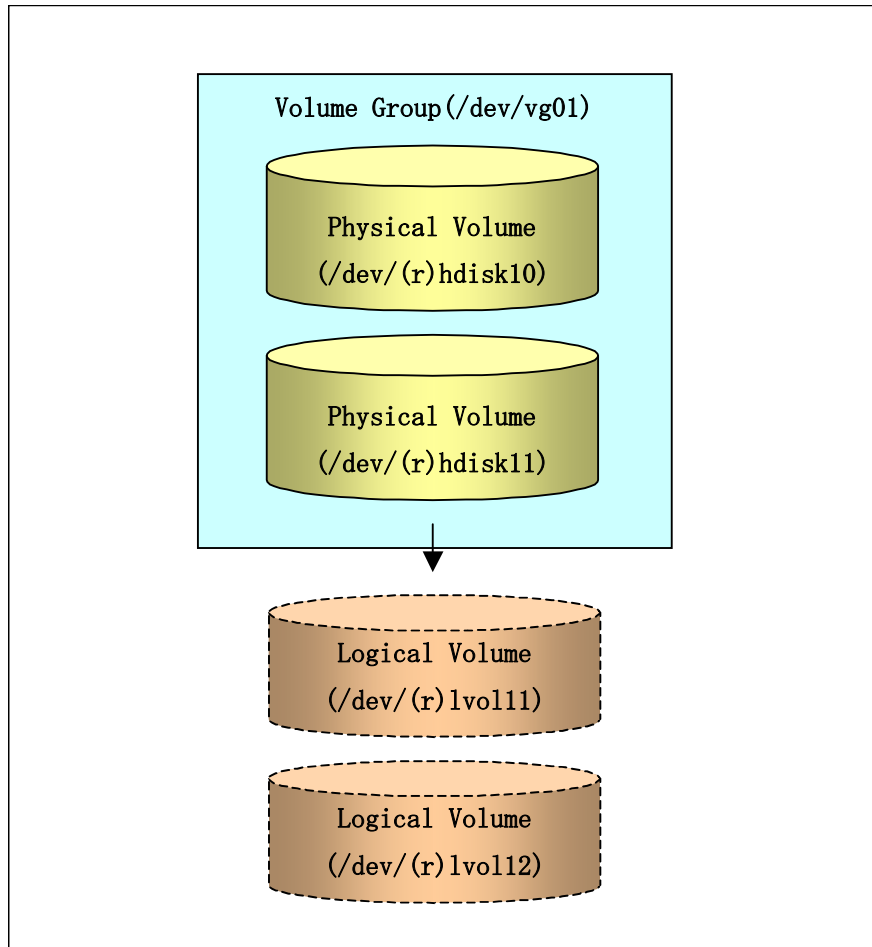 Volume Group(/dev/vg01)
Physical Volume
(/dev/(r)hdisk10)
Physical Volume
(/dev/(r)hdisk11)
Logical Volume
(/dev/(r)lvol11)
Logical Volume
(/dev/(r)lvol12)